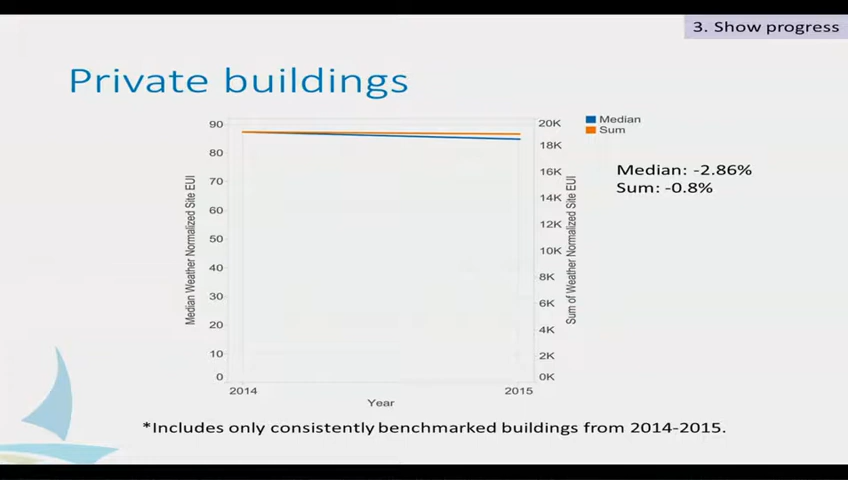 3. Show progress
Private buildings
90
80
70
60
50
40
30
20
10
0
Median Weather Normalized Site EUI
2014
2015
Year
20K
18K
16K
14K
12K
10K
8K
6K
4K
2K
0K
Sum of Weather Normalized Site EUI
Median
Sum
Median: -2.86%
Sum: -0.8%
*Includes only consistently benchmarked buildings from 2014-2015.